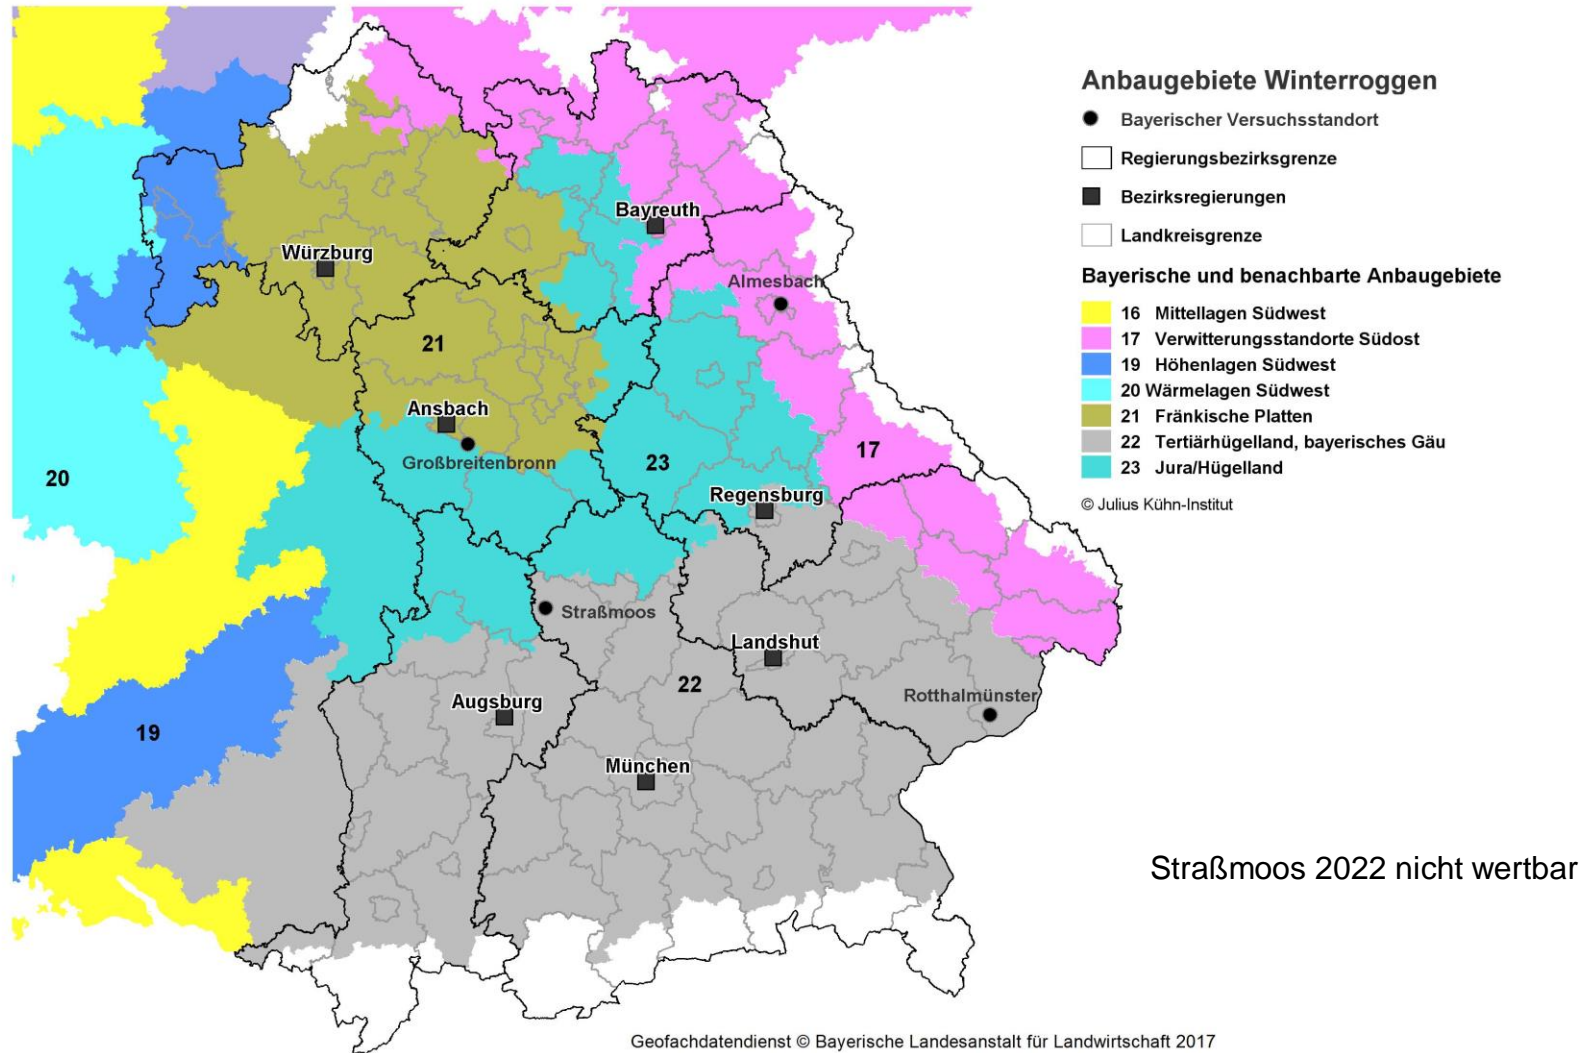 Anbaugebiete Winterroggen
Bayerischer Versuchsstandort
Regierungsbezirksgrenze
Bezirksregierungen
Landkreisgrenze
Bayerische und benachbarte Anbaugebiete
16 Mittellagen Südwest
17 Verwitterungsstandorte Südost
19 Höhenlagen Südwest
20 Wärmelagen Südwest
21 Fränkische Platten
22 Tertiärhügelland, bayerisches Gäu
23 Jura/Hügelland
© Julius Kühn-Institut
Bayreuth
Würzburg
Almesbach
21
Ansbach
Großbreitenbronn
23
17
20
Regensburg
Straßmoos
Landshut
22
Rotthalmünster
Augsburg
19
München
Straßmoos 2022 nicht wertbar
Geofachdatendienst © Bayerische Landesanstalt für Landwirtschaft 2017